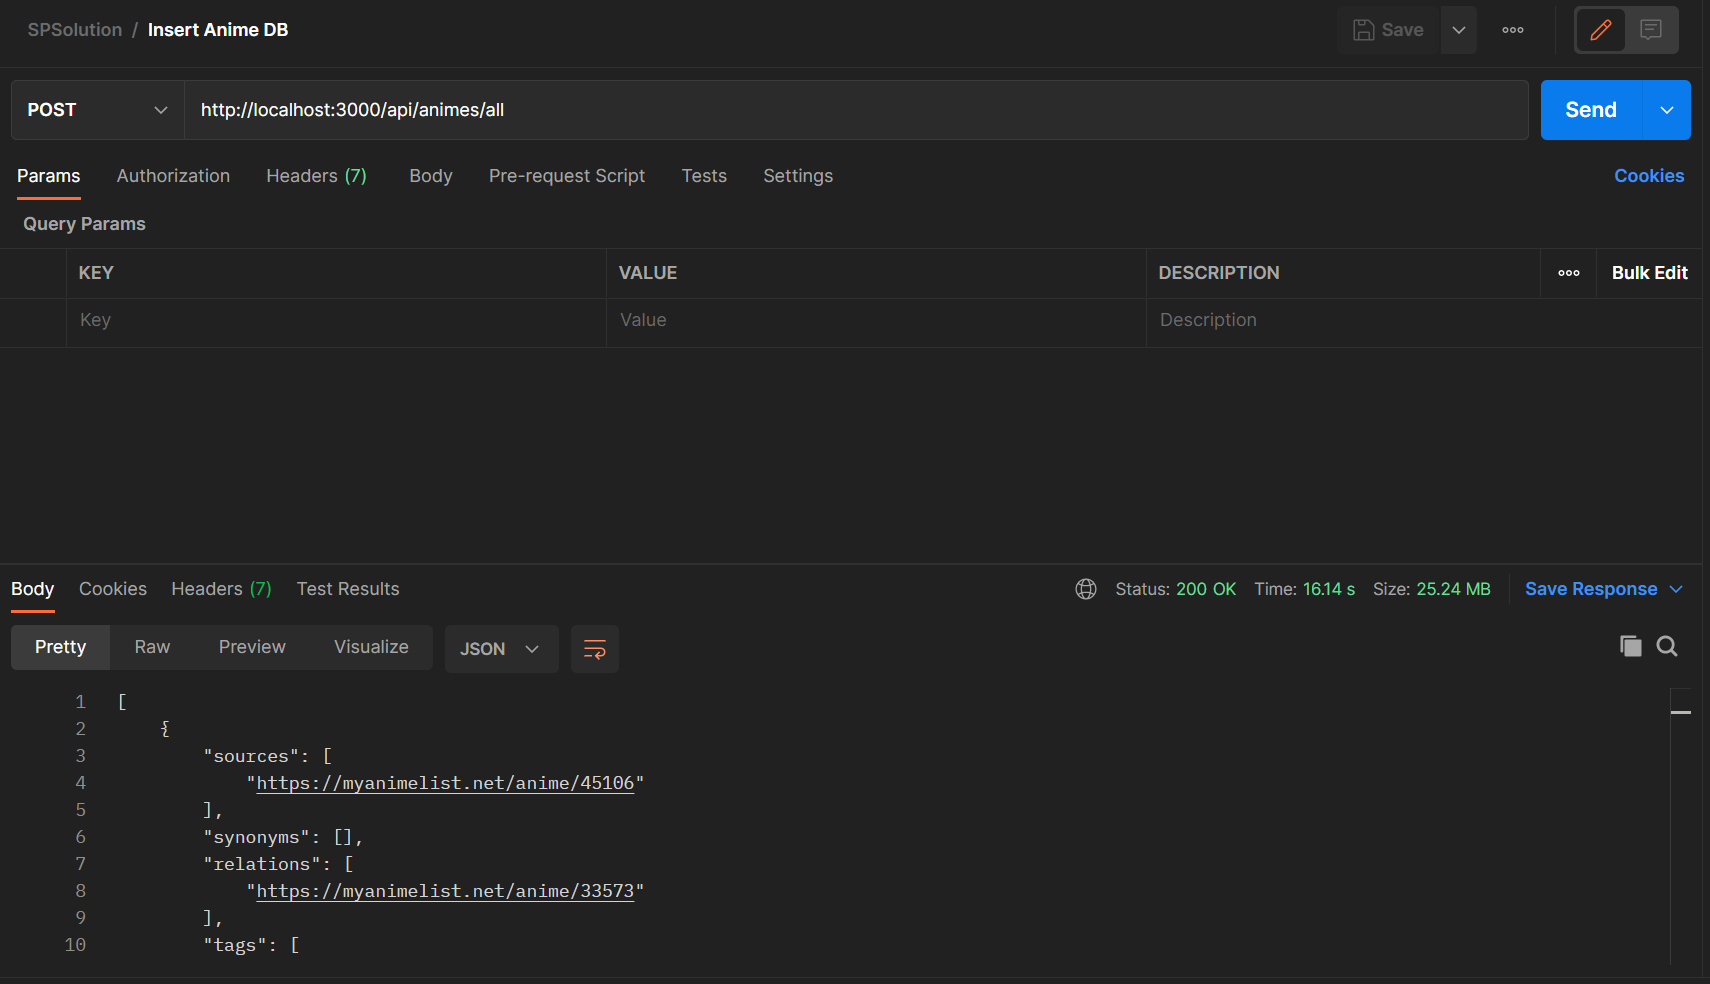 SPSolution / Insert Anime DB
Save
POST http://localhost:3000/api/animes/all Send
Params Authorization Headers (7) Body Pre-request Script Tests Settings Cookies
Query Params
KEY VALUE DESCRIPTION Bulk Edit
Key Value Description
Body Cookies Headers (7) Test Results Status: 200 OK Time: 16.14 s Size: 25.24 MB Save Response
Pretty Raw Preview Visualize JSON
1 [
2 {
3 "sources": [
4 "https://myanimelist.net/anime/45106"
5 ],
6 "synonyms": [],
7 "relations": [
8 "https://myanimelist.net/anime/33573"
9 ],
10 "tags": [